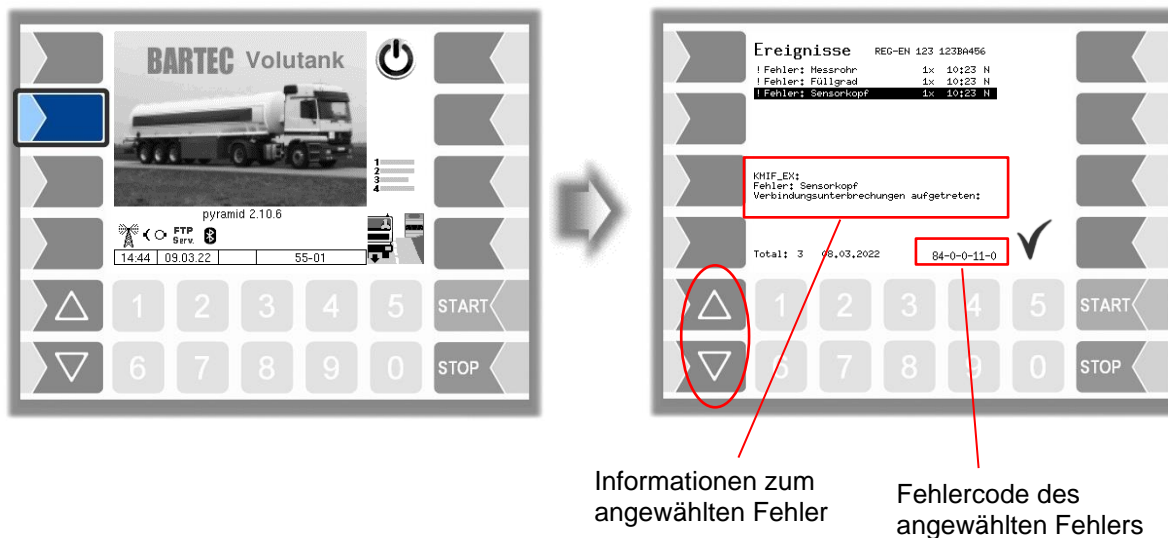 BARTEC Volutank
1
2
3
4
pyramid 2.10.6
FTP
Serv.
14:44 09.03.22 55-01
1 2 3 4 5 START
6 7 8 9 0 STOP
Ereignisse REG-EN 123 123BA456
! Fehler: Messrohr 1x 10:23 N
! Fehler: Füllgrad 1x 10:23 N
! Fehler: Sensorkopf 1x 10:23 N
KMIF_EX:
Fehler: Sensorkopf
Verbindungsunterbrechungen aufgetreten:
Total: 3 08.03.2022 84-0-0-11-0
1 2 3 4 5 START
6 7 8 9 0 STOP
Informationen zum
angewählten Fehler
Fehlercode des
angewählten Fehlers